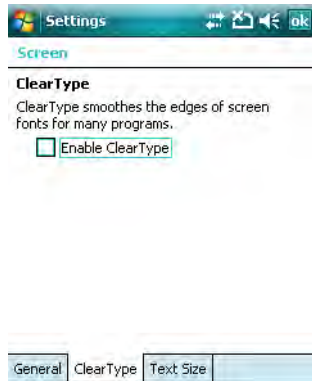 Settings
ok
Screen
ClearType
ClearType smoothes the edges of screen
fonts for many programs.
Enable ClearType
General ClearType Text Size